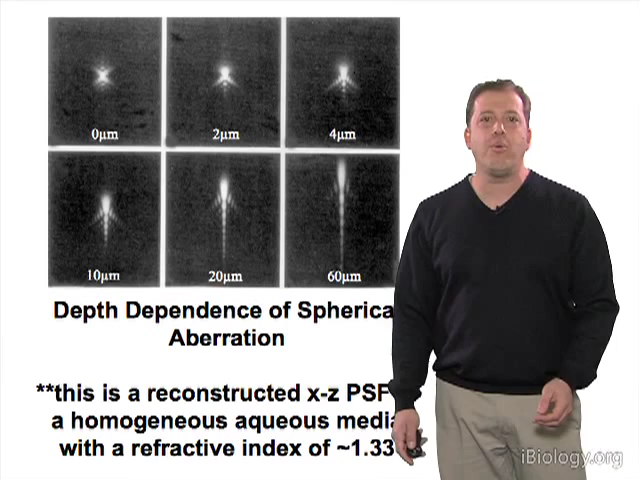 0μm
2μm
4μm
10μm
20μm
60μm
Depth Dependence of Spherica
Aberration
**this is a reconstructed x-z PSF
a homogeneous aqueous media
with a refractive index of ~1.33
iBiology.org